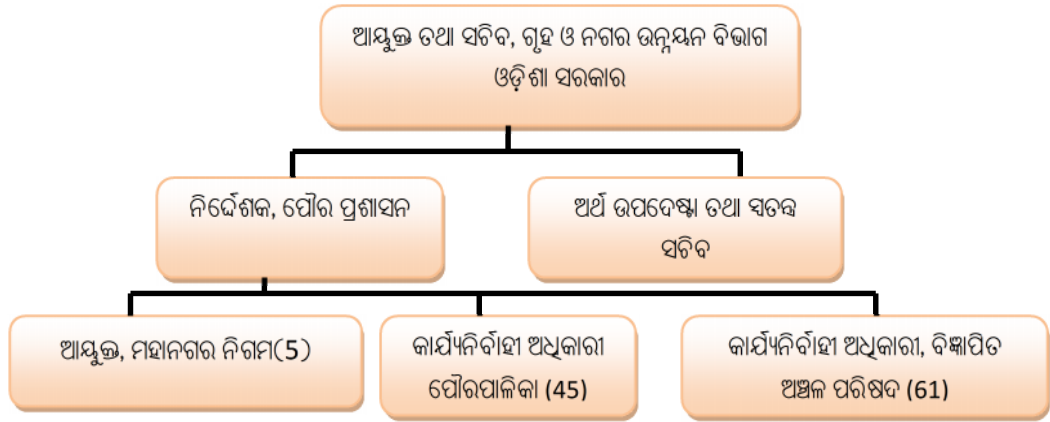 ଆୟୁକ୍ତ ତଥା ସଚିବ, ଗୃହ ଓ ନଗର ଉନ୍ନୟନ ବିଭାଗ
ଓଡ଼ିଶା ସରକାର
ନିର୍ଦ୍ଦେଶକ, ପୌର ପ୍ରଶାସନ
ଅର୍ଥ ଉପଦେଷ୍ଟା ତଥା ସ୍ୱତନ୍ତ୍ର
ସଚିବ
ଆୟୁକ୍ତ, ମହାନଗର ନିଗମ(5)
କାର୍ଯ୍ୟନିର୍ବାହୀ ଅଧିକାରୀ
ପୌରପାଳିକା (45)
କାର୍ଯ୍ୟନିର୍ବାହୀ ଅଧିକାରୀ, ବିଜ୍ଞାପିତ
ଅଞ୍ଚଳ ପରିଷଦ (61)